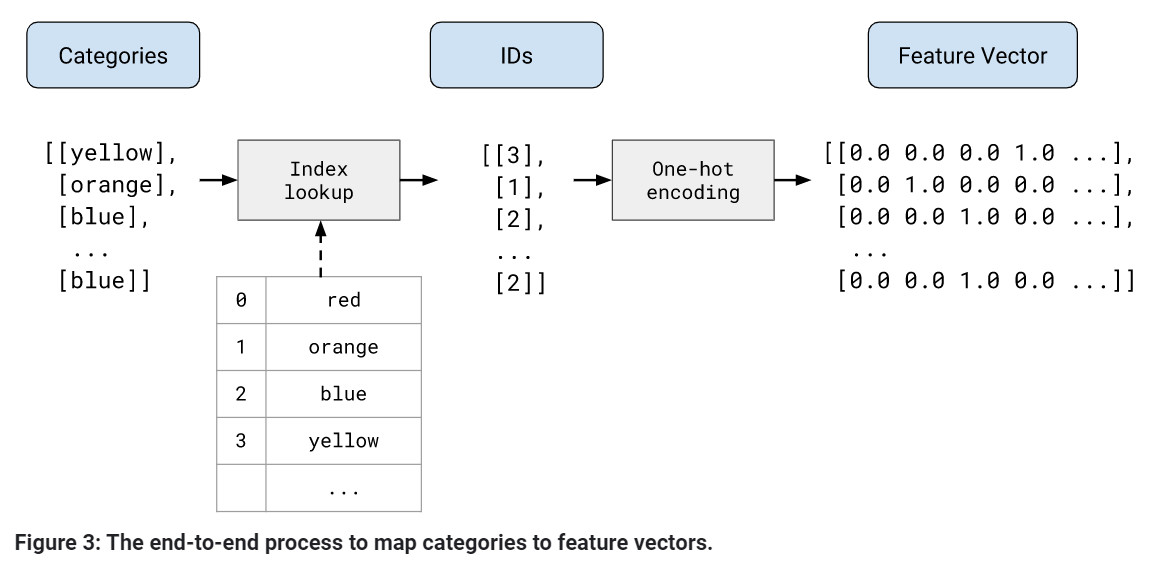 Categories
IDs
Feature Vector
[[yellow],
[orange],
[blue],
...
[blue]]
Index
lookup
[[3],
[1],
[2],
...
[2]]
One-hot
encoding
[[0.0 0.0 0.0 1.0 ...],
[0.0 1.0 0.0 0.0 ...],
[0.0 0.0 1.0 0.0 ...],
...
[0.0 0.0 1.0 0.0 ...]]
0 red
1 orange
2 blue
3 yellow
...
Figure 3: The end-to-end process to map categories to feature vectors.